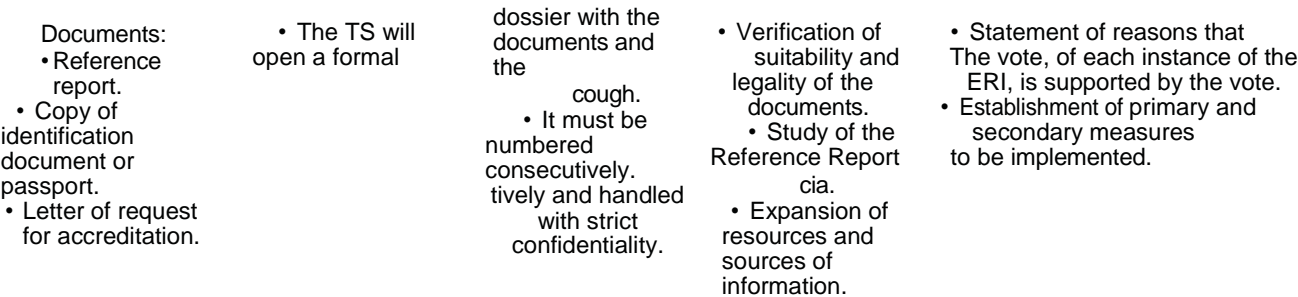 Documents:
• Reference
report.
• Copy of
identification
document or
passport.
• Letter of request
for accreditation.
• The TS will
open a formal
dossier with the
documents and
the
cough.
• It must be
numbered
consecutively.
tively and handled
with strict
confidentiality.
• Verification of
suitability and
legality of the
documents.
• Study of the
Reference Report
cia.
• Expansion of
resources and
sources of
information.
• Statement of reasons that
The vote, of each instance of the
ERI, is supported by the vote.
• Establishment of primary and
secondary measures
to be implemented.